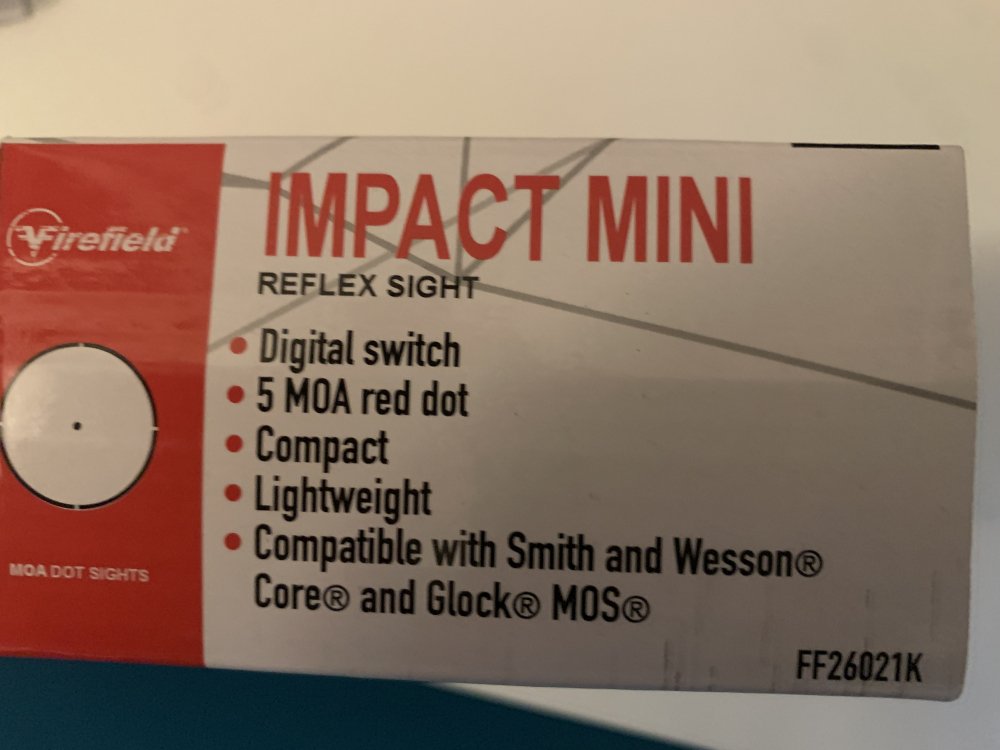 Firefield
IMPACT MINI
REFLEX SIGHT
• Digital switch
• 5 MOA red dot
• Compact
• Lightweight
• Compatible with Smith and Wesson®
Core® and Glock® MOS®
MOA DOT SIGHTS
FF26021K